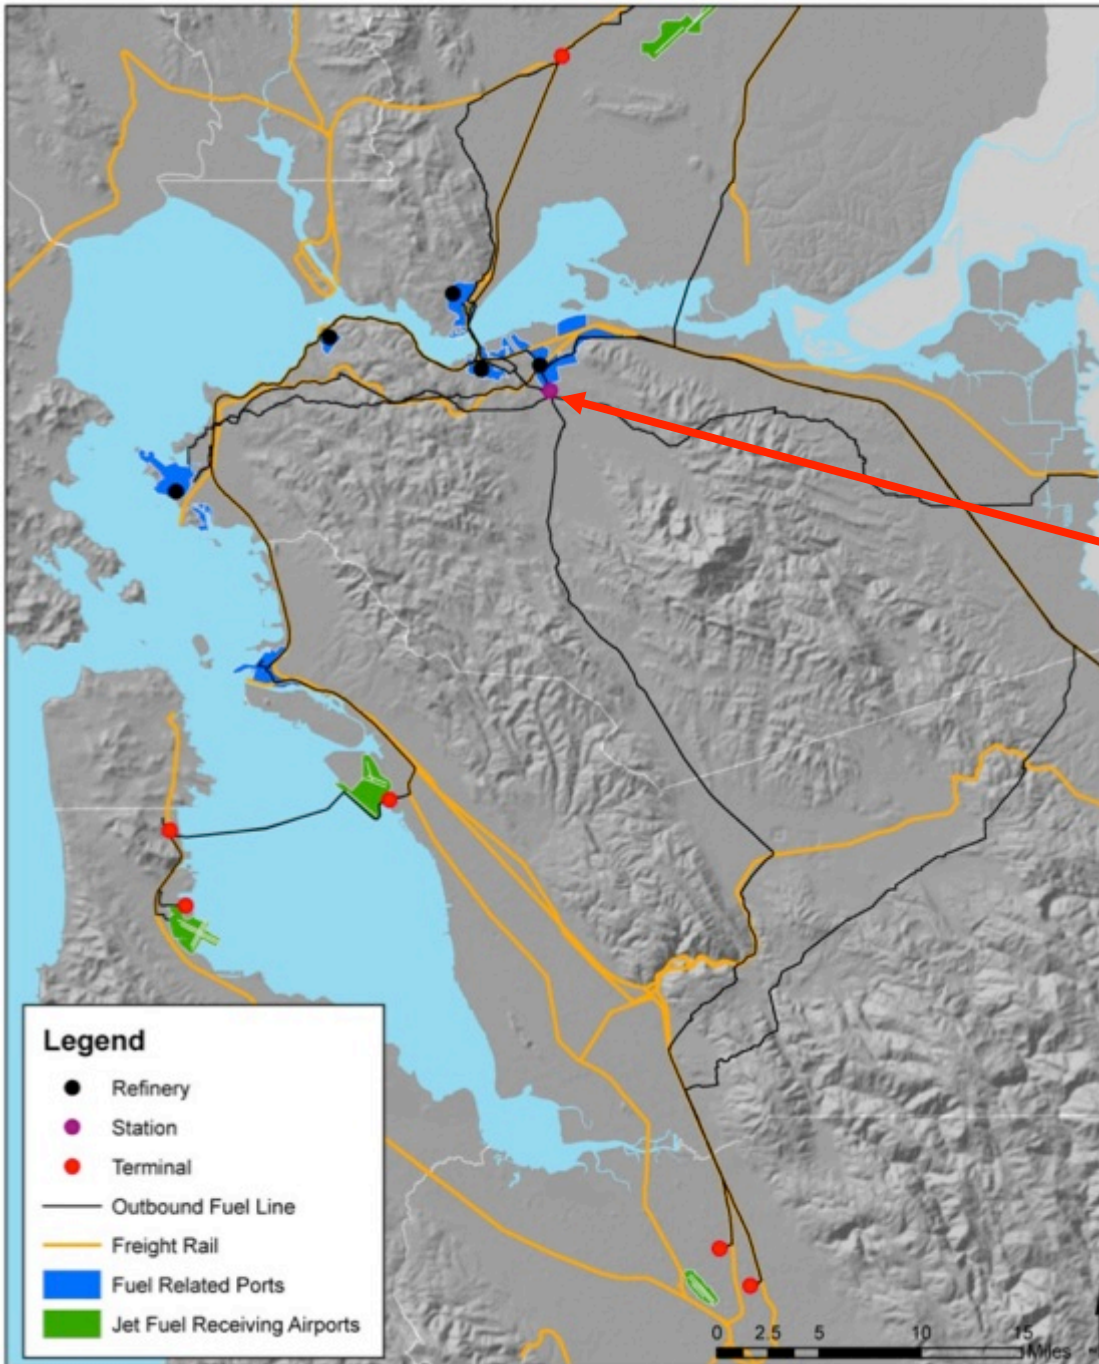 Legend
Refinery
Station
Terminal
Outbound Fuel Line
Freight Rail
Fuel Related Ports
Jet Fuel Receiving Airports
0 2.5 5 10 15
Miles